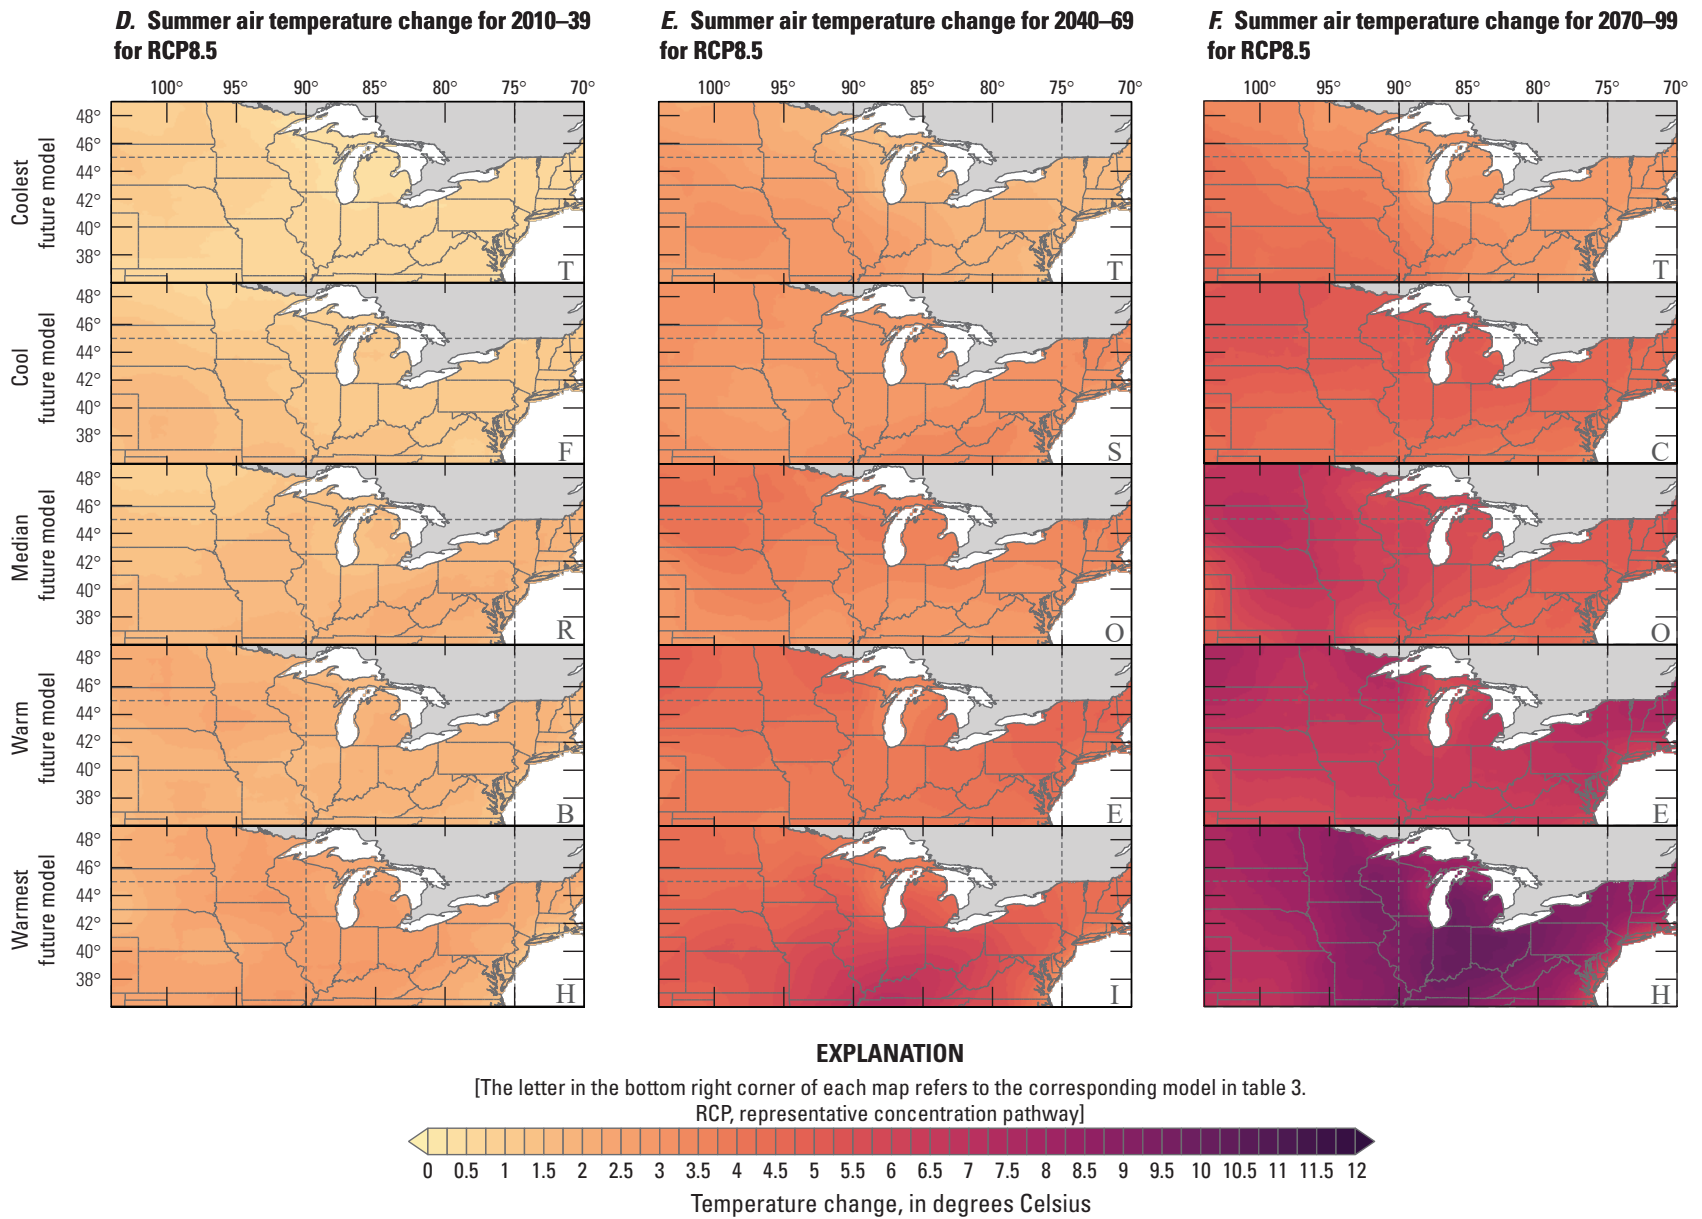 D. Summer air temperature change for 2010–39
for RCP8.5
E. Summer air temperature change for 2040–69
for RCP8.5
F. Summer air temperature change for 2070–99
for RCP8.5
100° 95° 90° 85° 80° 75° 70°
100° 95° 90° 85° 80° 75° 70°
100° 95° 90° 85° 80° 75° 70°
Coolest
future model
48°
46°
44°
42°
40°
38°
T
T
T
Cool
future model
48°
46°
44°
42°
40°
38°
F
S
C
Median
future model
48°
46°
44°
42°
40°
38°
R
O
O
Warm
future model
48°
46°
44°
42°
40°
38°
B
E
E
Warmest
future model
48°
46°
44°
42°
40°
38°
H
I
H
EXPLANATION
[The letter in the bottom right corner of each map refers to the corresponding model in table 3.
RCP, representative concentration pathway]
0 0.5 1 1.5 2 2.5 3 3.5 4 4.5 5 5.5 6 6.5 7 7.5 8 8.5 9 9.5 10 10.5 11 11.5 12
Temperature change, in degrees Celsius